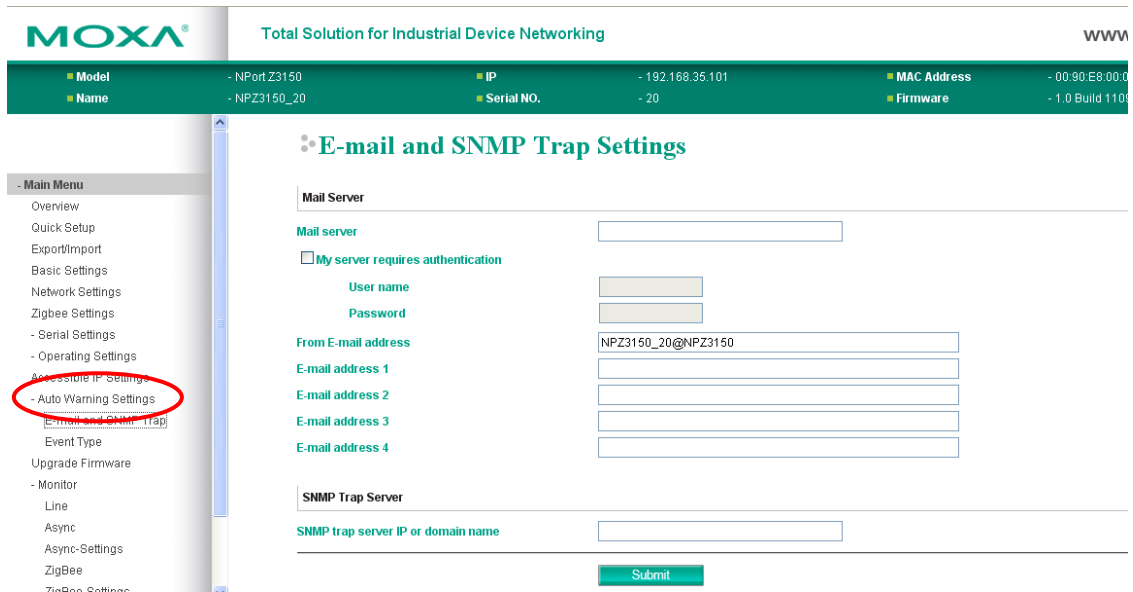 MOXA®
Total Solution for Industrial Device Networking
www
Model - NPort Z3150 IP - 192.168.35.101 MAC Address - 00:90:E8:00:0
Name - NPZ3150_20 Serial NO. - 20 Firmware - 1.0 Build 1109
E-mail and SNMP Trap Settings
- Main Menu
Overview
Quick Setup
Export/Import
Basic Settings
Network Settings
Zigbee Settings
- Serial Settings
- Operating Settings
Accessible IP Settings
- Auto Warning Settings
E-mail and SNMP Trap
Event Type
Upgrade Firmware
- Monitor
Line
Async
Async-Settings
ZigBee
ZigBee-Settings
Mail Server
Mail server
My server requires authentication
User name
Password
From E-mail address NPZ3150_20@NPZ3150
E-mail address 1
E-mail address 2
E-mail address 3
E-mail address 4
SNMP Trap Server
SNMP trap server IP or domain name
Submit